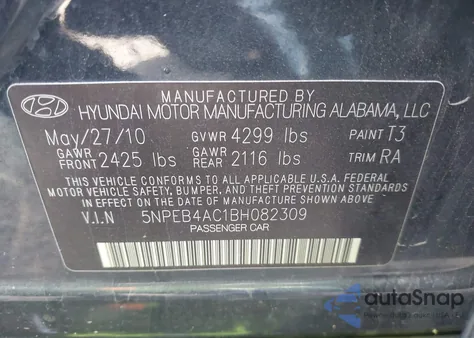 MANUFACTURED BY
HYUNDAI MOTOR MANUFACTURING ALABAMA, LLC
May/27/10 GVWR 4299 lbs PAINT T3
GAWR FRONT 2425 lbs GAWR REAR 2116 lbs TRIM RA
THIS VEHICLE CONFORMS TO ALL APPLICABLE U.S.A. FEDERAL
MOTOR VEHICLE SAFETY, BUMPER, AND THEFT PREVENTION STANDARDS
IN EFFECT ON THE DATE OF MANUFACTURE SHOWN ABOVE.
V.I.N 5NPEB4AC1BH082309
PASSENGER CAR
autoSnap